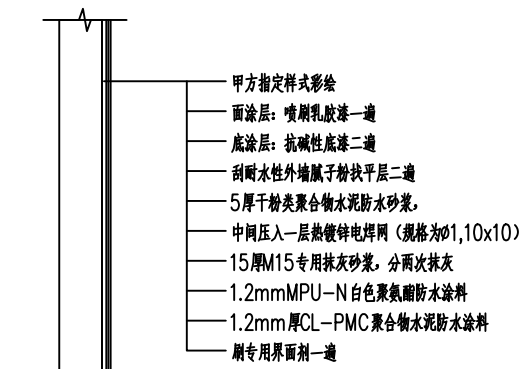 甲方指定样式彩绘
面涂层：喷刷乳胶漆一遍
底涂层：抗碱性底漆二遍
刮耐水性外墙腻子粉找平层二遍
5厚干粉类聚合物水泥防水砂浆，
中间压入一层热镀锌电焊网（规格为Ø1,10x10）
15厚M15专用抹灰砂浆，分两次抹灰
1.2mmMPU-N白色聚氨酯防水涂料
1.2mm厚CL-PMC聚合物水泥防水涂料
刷专用界面剂一遍